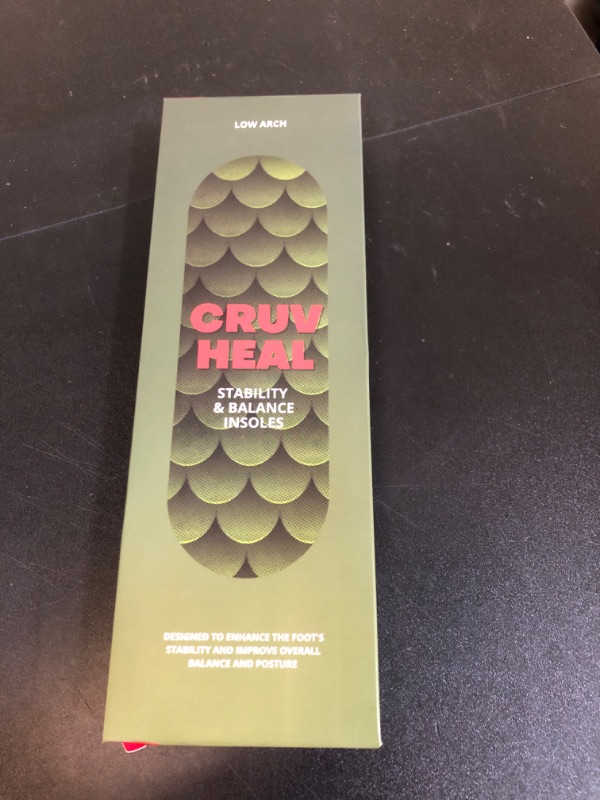 LOW ARCH
CRUV
HEAL
STABILITY
& BALANCE
INSOLES
DESIGNED TO ENHANCE THE FOOT'S
STABILITY AND IMPROVE OVERALL
BALANCE AND POSTURE